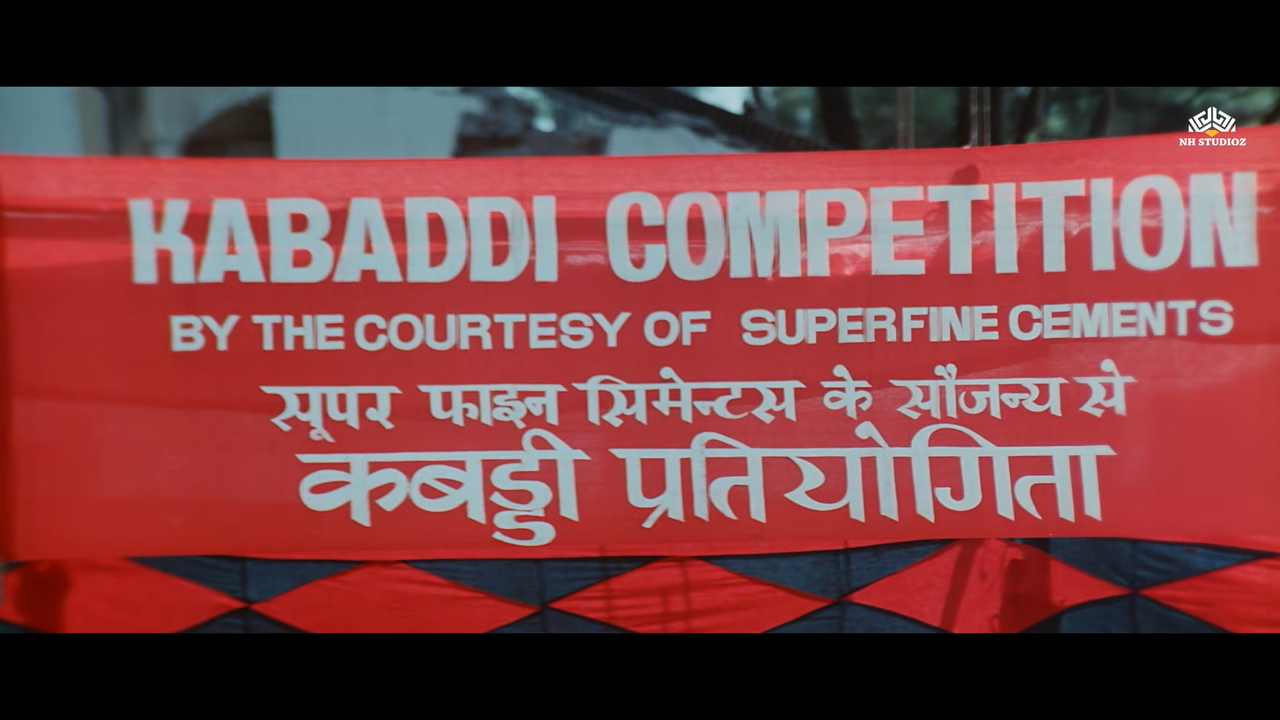 NH STUDIOZ
KABADDI COMPETITION
BY THE COURTESY OF SUPERFINE CEMENTS
सूपर फाइन सिमेन्टस के सौजन्य से
कबड्डी प्रतियोगिता